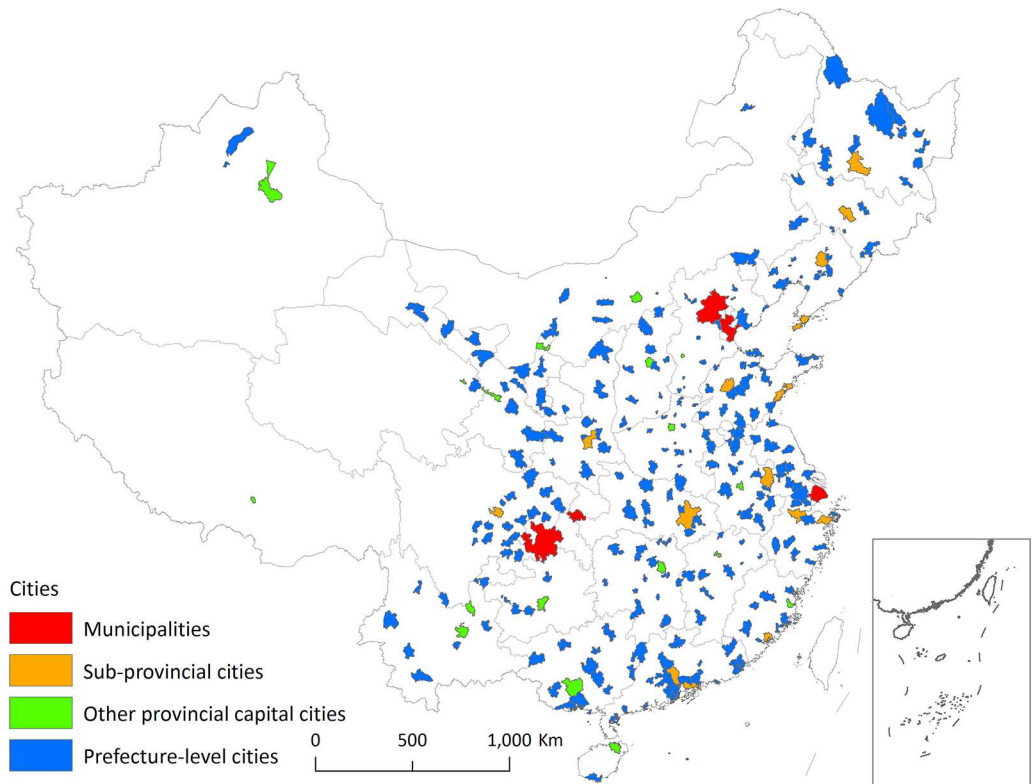 Cities
Municipalities
Sub-provincial cities
Other provincial capital cities
Prefecture-level cities
0 500 1,000 Km